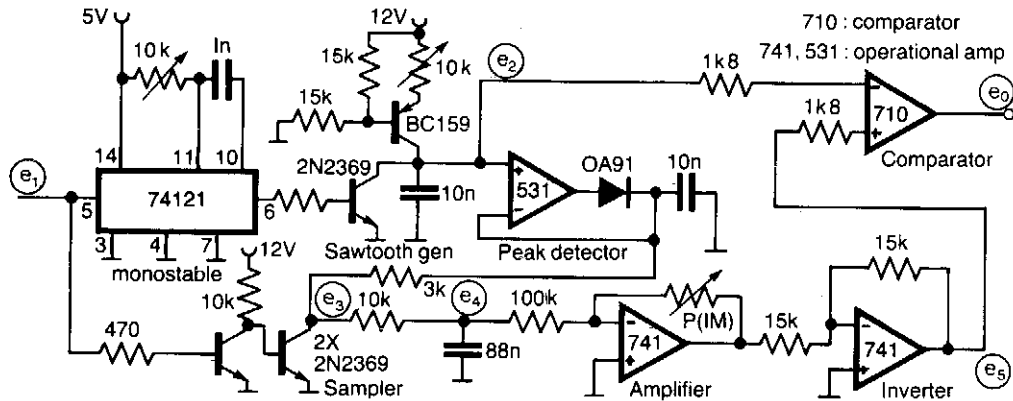 5V
12V
710 : comparator
741, 531 : operational amp
10k
In
15k
10k
e2
1k8
e0
15k
BC159
1k8
710
14
11
10
2N2369
OA91
10n
Comparator
e1
5
74121
6
10n
531
3
4
7
Sawtooth gen
Peak detector
monostable
12V
15k
10k
3k
e3
10k
e4
100k
P(IM)
15k
470
2X
2N2369
88n
741
741
e5
Sampler
Amplifier
Inverter